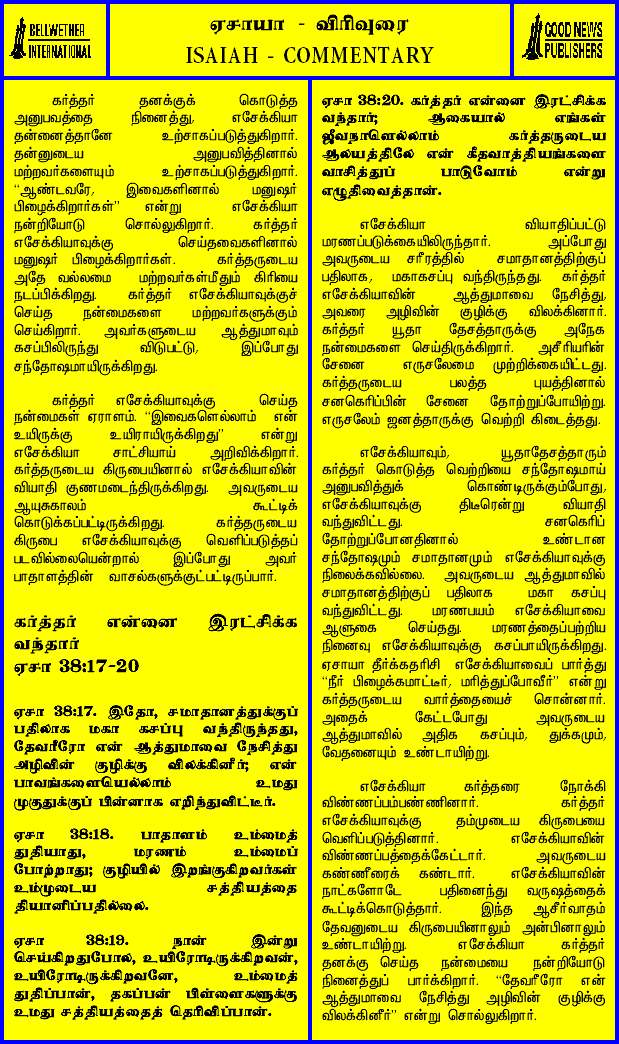 BELLWETHER
INTERNATIONAL
ஏசாயா - விரிவுரை
ISAIAH - COMMENTARY
GOOD NEWS
PUBLISHERS
கர்த்தர் தனக்குக் கொடுத்த
அனுபவத்தை நினைத்து, எசேக்கியா
தன்னைத்தானே உற்சாகப்படுத்துகிறார்.
தன்னுடைய அனுபவித்தினால்
மற்றவர்களையும் உற்சாகப்படுத்துகிறார்.
“ஆண்டவரே, இவைகளினால் மனுஷர்
பிழைக்கிறார்கள்” என்று எசேக்கியா
நன்றியோடு சொல்லுகிறார். கர்த்தர்
எசேக்கியாவுக்கு செய்தவைகளினால்
மனுஷர் பிழைக்கிறார்கள். கர்த்தருடைய
அதே வல்லமை மற்றவர்கள்மீதும் கிரியை
நடப்பிக்கிறது. கர்த்தர் எசேக்கியாவுக்குச்
செய்த நன்மைகளை மற்றவர்களுக்கும்
செய்கிறார். அவர்களுடைய ஆத்துமாவும்
கசப்பிலிருந்து விடுபட்டு, இப்போது
சந்தோஷமாயிருக்கிறது.
கர்த்தர் எசேக்கியாவுக்கு செய்த
நன்மைகள் ஏராளம். “இவைகளெல்லாம் என்
உயிருக்கு உயிராயிருக்கிறது” என்று
எசேக்கியா சாட்சியாய் அறிவிக்கிறார்.
கர்த்தருடைய கிருபையினால் எசேக்கியாவின்
வியாதி குணமடைந்திருக்கிறது. அவருடைய
ஆயுசுகாலம் கூட்டிக்
கொடுக்கப்பட்டிருக்கிறது. கர்த்தருடைய
கிருபை எசேக்கியாவுக்கு வெளிப்படுத்தப்
படவில்லையென்றால் இப்போது அவர்
பாதாளத்தின் வாசல்களுக்குட்பட்டிருப்பார்.
கர்த்தர் என்னை இரட்சிக்க
வந்தார்
ஏசா 38:17-20
ஏசா 38:17. இதோ, சமாதானத்துக்குப்
பதிலாக மகா கசப்பு வந்திருந்தது,
தேவரீரோ என் ஆத்துமாவை நேசித்து
அழிவின் குழிக்கு விலக்கினீர்; என்
பாவங்களையெல்லாம் உமது
முதுகுக்குப் பின்னாக எறிந்துவிட்டீர்.
ஏசா 38:18. பாதாளம் உம்மைத்
துதியாது, மரணம் உம்மைப்
போற்றாது; குழியில் இறங்குகிறவர்கள்
உம்முடைய சத்தியத்தை
தியானிப்பதில்லை.
ஏசா 38:19. நான் இன்று
செய்கிறதுபோல், உயிரோடிருக்கிறவன்,
உயிரோடிருக்கிறவனே, உம்மைத்
துதிப்பான், தகப்பன் பிள்ளைகளுக்கு
உமது சத்தியத்தைத் தெரிவிப்பான்.
ஏசா 38:20. கர்த்தர் என்னை இரட்சிக்க
வந்தார்; ஆகையால் எங்கள்
ஜீவநாளெல்லாம் கர்த்தருடைய
ஆலயத்திலே என் கீதவாத்தியங்களை
வாசித்துப் பாடுவோம் என்று
எழுதிவைத்தான்.
எசேக்கியா வியாதிப்பட்டு
மரணப்படுக்கையிலிருந்தார். அப்போது
அவருடைய சரீரத்தில் சமாதானத்திற்குப்
பதிலாக, மகாகசப்பு வந்திருந்தது. கர்த்தர்
எசேக்கியாவின் ஆத்துமாவை நேசித்து,
அவரை அழிவின் குழிக்கு விலக்கினார்.
கர்த்தர் யூதா தேசத்தாருக்கு அநேக
நன்மைகளை செய்திருக்கிறார். அசீரியரின்
சேனை எருசலேமை முற்றிக்கையிட்டது.
கர்த்தருடைய பலத்த புயத்தினால்
சனகெரிப்பின் சேனை தோற்றுப்போயிற்று.
எருசலேம் ஜனத்தாருக்கு வெற்றி கிடைத்தது.
எசேக்கியாவும், யூதாதேசத்தாரும்
கர்த்தர் கொடுத்த வெற்றியை சந்தோஷமாய்
அனுபவித்துக் கொண்டிருக்கும்போது,
எசேக்கியாவுக்கு திடீரென்று வியாதி
வந்துவிட்டது. சனகெரிப்
தோற்றுப்போனதினால் உண்டான
சந்தோஷமும் சமாதானமும் எசேக்கியாவுக்கு
நிலைக்கவில்லை. அவருடைய ஆத்துமாவில்
சமாதானத்திற்குப் பதிலாக மகா கசப்பு
வந்துவிட்டது. மரணபயம் எசேக்கியாவை
ஆளுகை செய்தது. மரணத்தைப்பற்றிய
நினைவு எசேக்கியாவுக்கு கசப்பாயிருக்கிறது.
ஏசாயா தீர்க்கதரிசி எசேக்கியாவைப் பார்த்து
“நீர் பிழைக்கமாட்டீர், மரித்துப்போவீர்” என்று
கர்த்தருடைய வார்த்தையைச் சொன்னார்.
அதைக் கேட்டபோது அவருடைய
ஆத்துமாவில் அதிக கசப்பும், துக்கமும்,
வேதனையும் உண்டாயிற்று.
எசேக்கியா கர்த்தரை நோக்கி
விண்ணப்பம்பண்ணினார். கர்த்தர்
எசேக்கியாவுக்கு தம்முடைய கிருபையை
வெளிப்படுத்தினார். எசேக்கியாவின்
விண்ணப்பத்தைக்கேட்டார். அவருடைய
கண்ணீரைக் கண்டார். எசேக்கியாவின்
நாட்களோடே பதினைந்து வருஷத்தைக்
கூட்டிக்கொடுத்தார். இந்த ஆசீர்வாதம்
தேவனுடைய கிருபையினாலும் அன்பினாலும்
உண்டாயிற்று. எசேக்கியா கர்த்தர்
தனக்கு செய்த நன்மையை நன்றியோடு
நினைத்துப் பார்க்கிறார். “தேவரீரோ என்
ஆத்துமாவை நேசித்து அழிவின் குழிக்கு
விலக்கினீர்” என்று சொல்லுகிறார்.